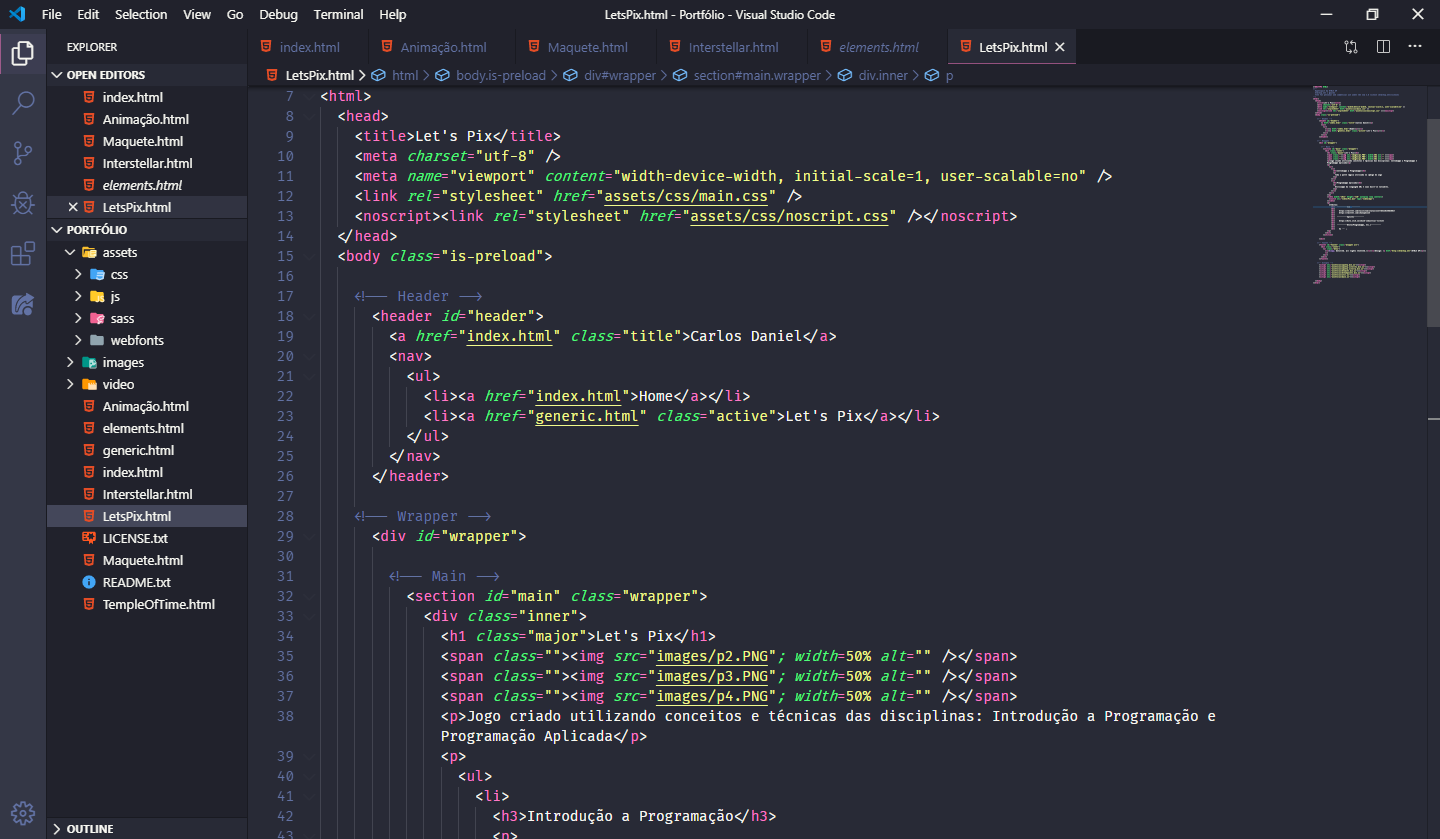 File Edit Selection View Go Debug Terminal Help
LetsPix.html - Portfólio - Visual Studio Code
EXPLORER
OPEN EDITORS
index.html
Animação.html
Maquete.html
Interstellar.html
elements.html
LetsPix.html
PORTFÓLIO
assets
css
js
sass
webfonts
images
video
Animação.html
elements.html
generic.html
index.html
Interstellar.html
LetsPix.html
LICENSE.txt
Maquete.html
README.txt
TempleOfTime.html
OUTLINE
index.html Animação.html Maquete.html Interstellar.html elements.html LetsPix.html
LetsPix.html > html > body.is-preload > div#wrapper > section#main.wrapper > div.inner > p
7 <html>
8 <head>
9 <title>Let's Pix</title>
10 <meta charset="utf-8" />
11 <meta name="viewport" content="width=device-width, initial-scale=1, user-scalable=no" />
12 <link rel="stylesheet" href="assets/css/main.css" />
13 <noscript><link rel="stylesheet" href="assets/css/noscript.css" /></noscript>
14 </head>
15 <body class="is-preload">
16
17 <!-- Header -->
18 <header id="header">
19 <a href="index.html" class="title">Carlos Daniel</a>
20 <nav>
21 <ul>
22 <li><a href="index.html">Home</a></li>
23 <li><a href="generic.html" class="active">Let's Pix</a></li>
24 </ul>
25 </nav>
26 </header>
27
28 <!-- Wrapper -->
29 <div id="wrapper">
30
31 <!-- Main -->
32 <section id="main" class="wrapper">
33 <div class="inner">
34 <h1 class="major">Let's Pix</h1>
35 <span class=""><img src="images/p2.PNG"; width=50% alt="" /></span>
36 <span class=""><img src="images/p3.PNG"; width=50% alt="" /></span>
37 <span class=""><img src="images/p4.PNG"; width=50% alt="" /></span>
38 <p>Jogo criado utilizando conceitos e técnicas das disciplinas: Introdução a Programação e
Programação Aplicada</p>
39 <p>
40 <ul>
41 <li>
42 <h3>Introdução a Programação</h3>
43 <p>